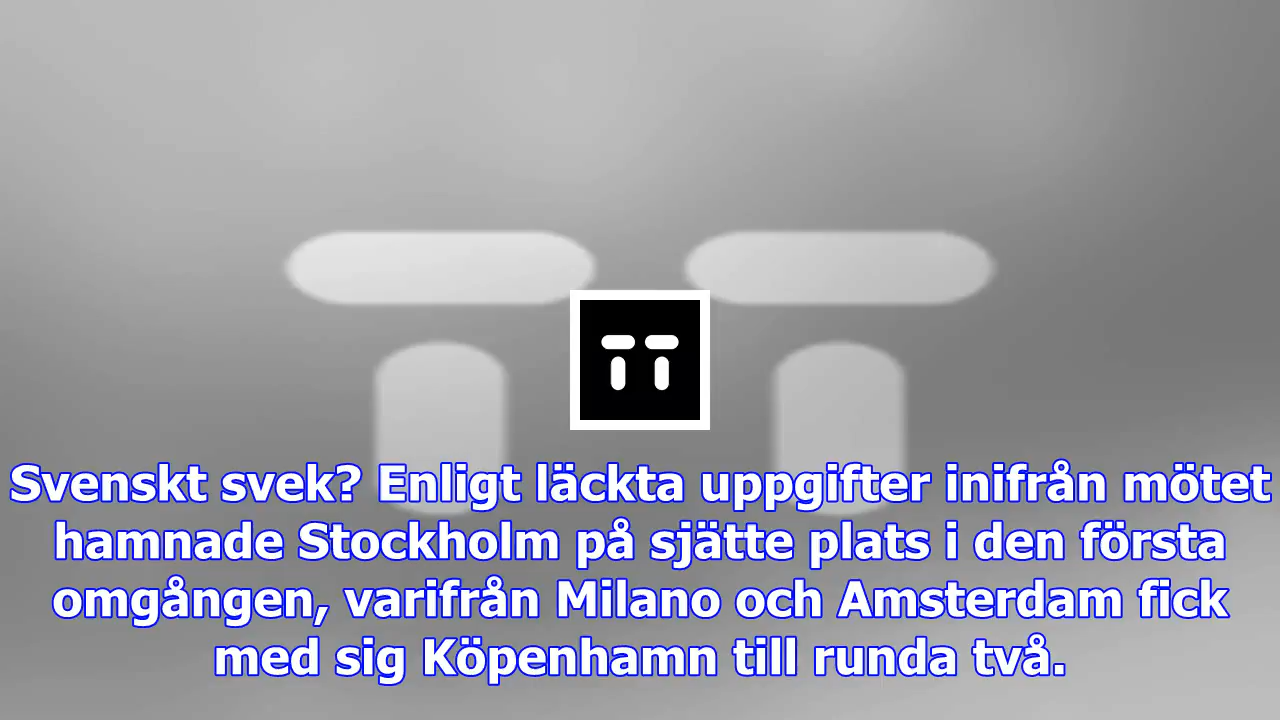 Svenskt svek? Enligt läckta uppgifter inifrån mötet
hamnade Stockholm på sjätte plats i den första
omgången, varifrån Milano och Amsterdam fick
med sig Köpenhamn till runda två.